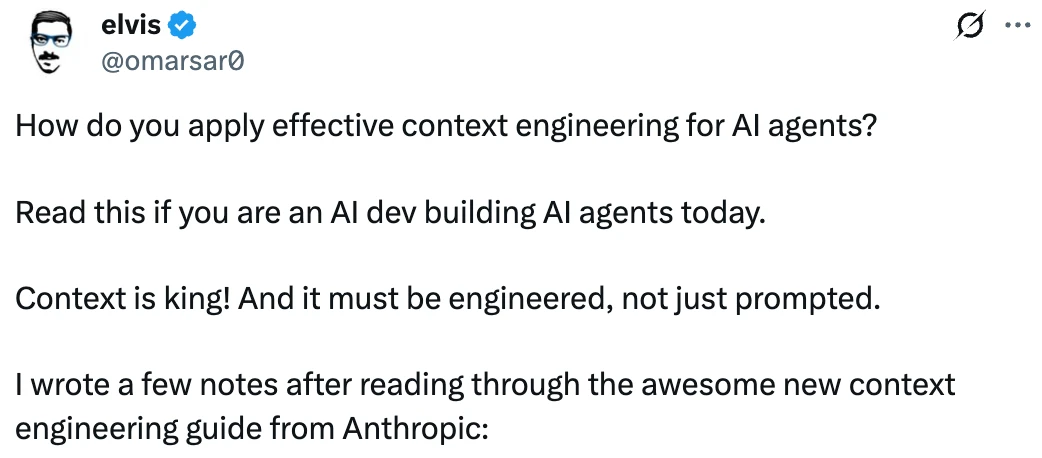 elvis
@omarsar0
How do you apply effective context engineering for AI agents?
Read this if you are an AI dev building AI agents today.
Context is king! And it must be engineered, not just prompted.
I wrote a few notes after reading through the awesome new context
engineering guide from Anthropic: